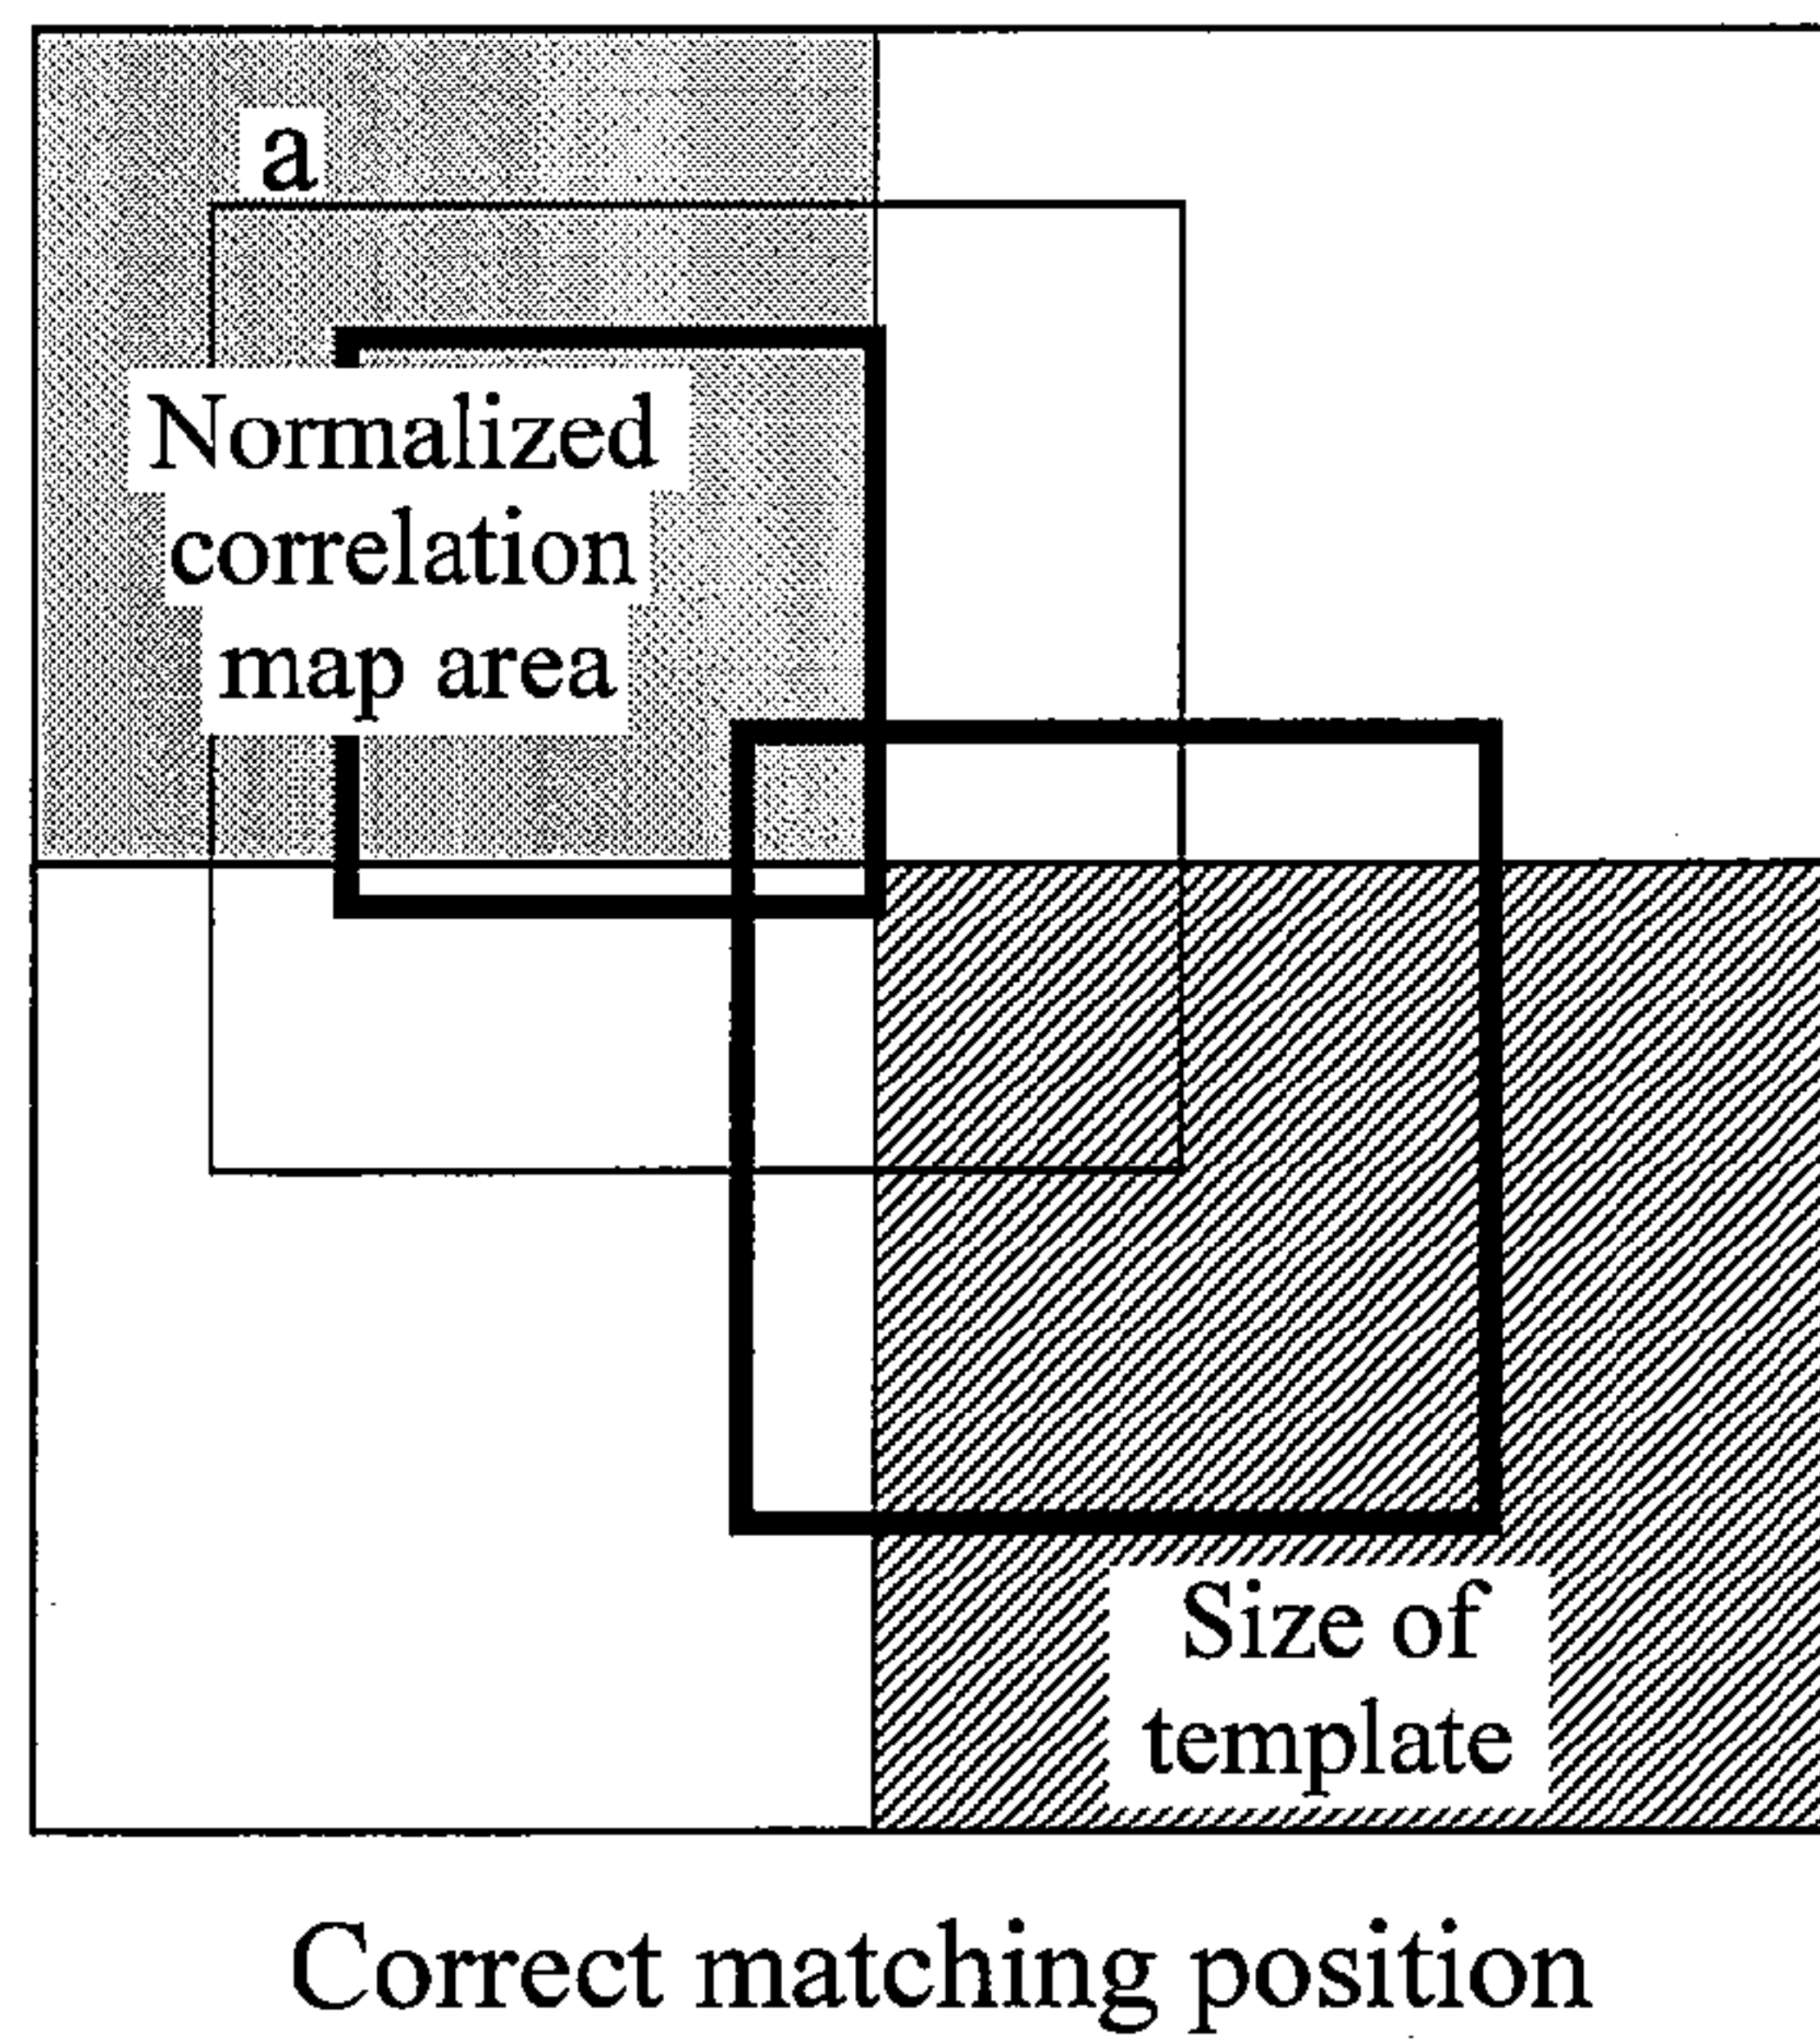 a
Normalized
correlation
map area
Size of
template
Correct matching position